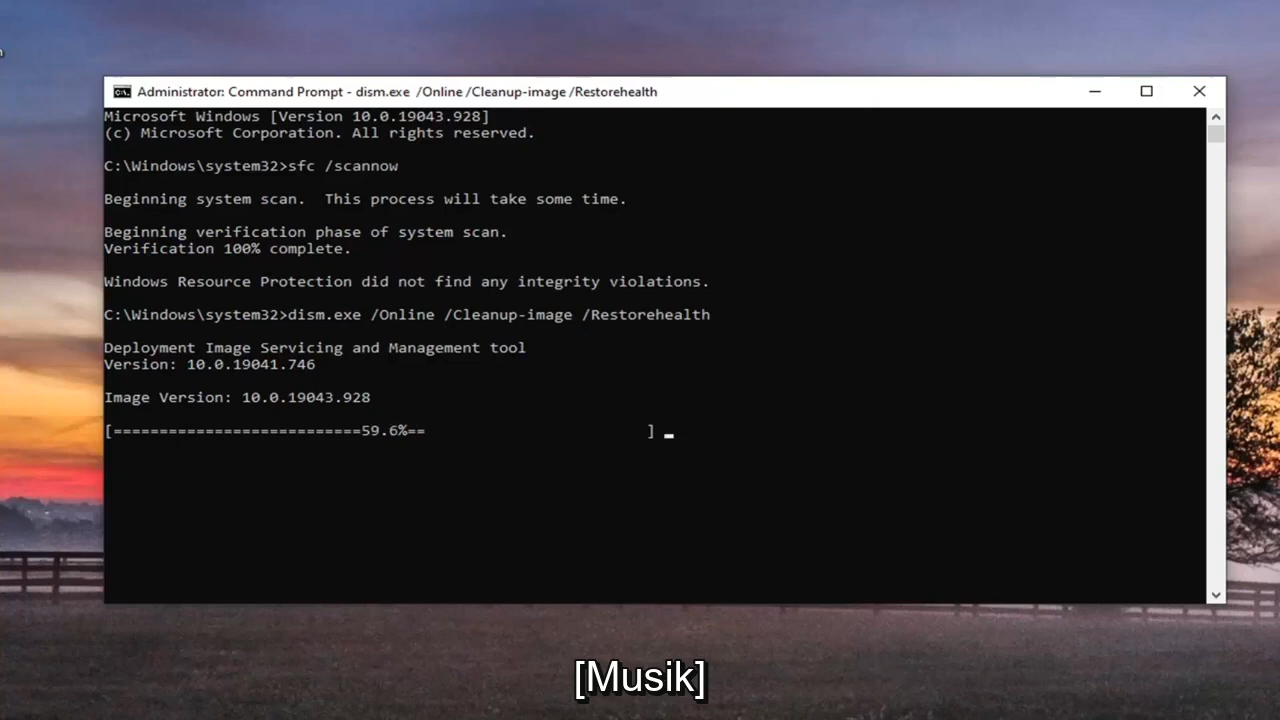 Administrator: Command Prompt - dism.exe /Online /Cleanup-image /Restorehealth
Microsoft Windows [Version 10.0.19043.928]
(c) Microsoft Corporation. All rights reserved.
C:\Windows\system32>sfc /scannow
Beginning system scan.  This process will take some time.
Beginning verification phase of system scan.
Verification 100% complete.
Windows Resource Protection did not find any integrity violations.
C:\Windows\system32>dism.exe /Online /Cleanup-image /Restorehealth
Deployment Image Servicing and Management tool
Version: 10.0.19041.746
Image Version: 10.0.19043.928
[===========================59.6%==                        ]
[Musik]